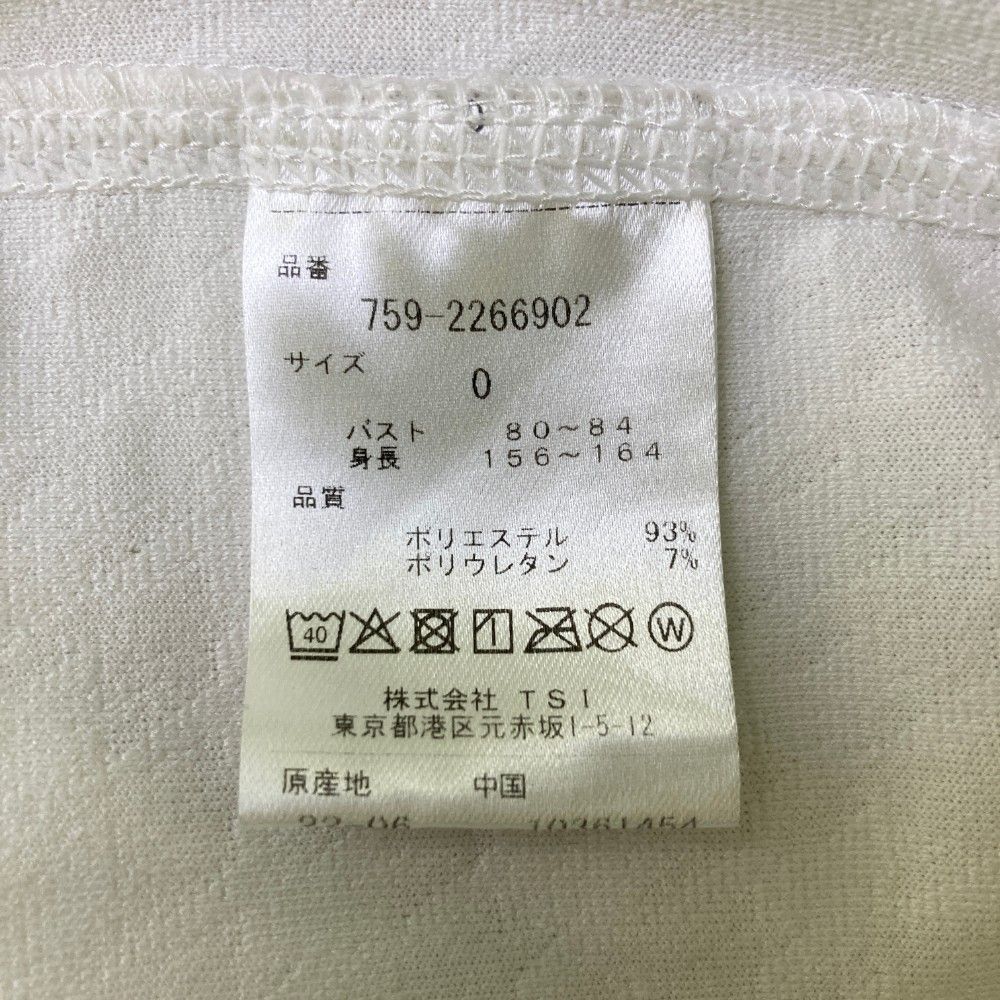 品番
759-2266902
サイズ
0
バスト 80～84
身長 156～164
品質
ポリエステル 93%
ポリウレタン 7%
40 W
株式会社 TSI
東京都港区元赤坂1-5-12
原産地 中国